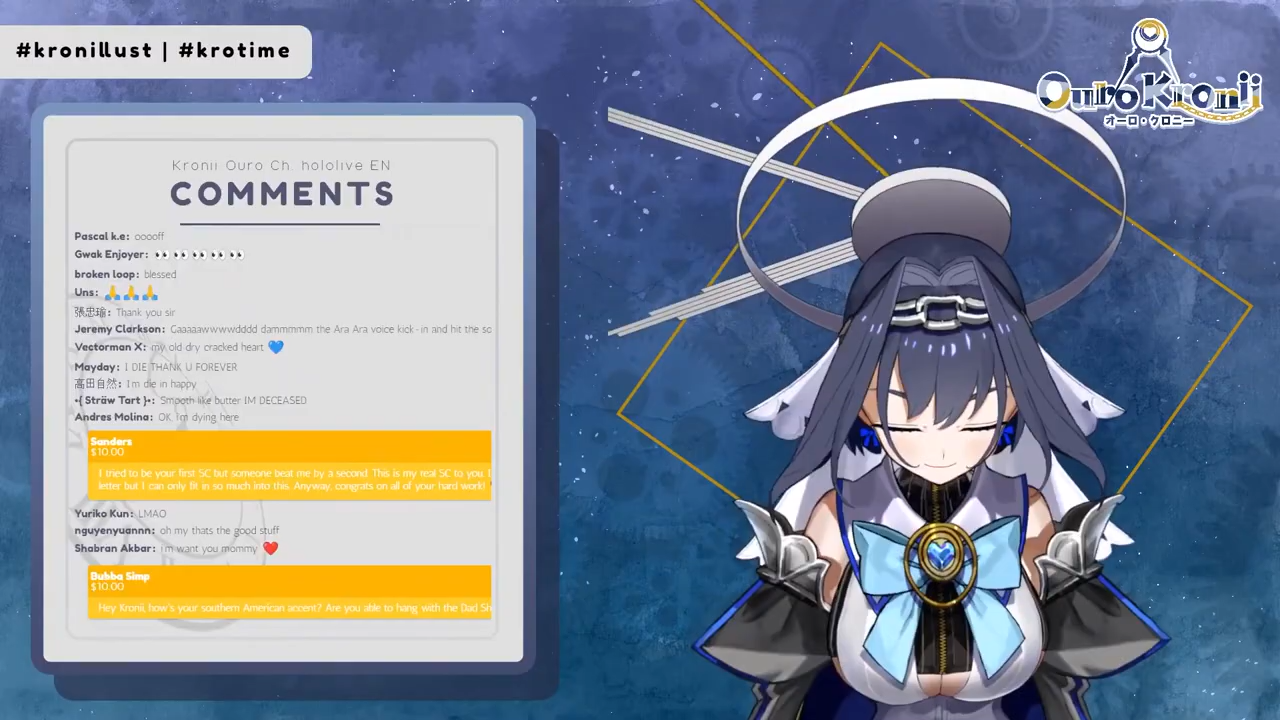 #kronillust | #krotime
Ouro Kronii
オーロ・クロニー
Kronii Ouro Ch. hololive EN
COMMENTS
Pascal k.e: ooooff
Gwak Enjoyer: 👀 👀 👀 👀 👀
broken loop: blessed
Uns: 🙏🙏🙏
張忠瑜: Thank you sir
Jeremy Clarkson: Gaaaawwwwdddd dammmmm the Ara Ara voice kick-in and hit the so
Vectorman X: my old dry cracked heart 💙
Mayday: I DIE THANK U FOREVER
高田自然: I'm die in happy
•{ Sträw Tart }•: Smooth like butter IM DECEASED
Andres Molina: OK I'm dying here
Sanders
$10.00
I tried to be your first SC but someone beat me by a second. This is my real SC to you. I
letter but I can only fit in so much into this. Anyway, congrats on all of your hard work!
Yuriko Kun: LMAO
nguyenyuannn: oh my thats the good stuff
Shabran Akbar: i'm want you mommy ❤️
Bubba Simp
$10.00
Hey Kronii, how's your southern American accent? Are you able to hang with the Dad Sh